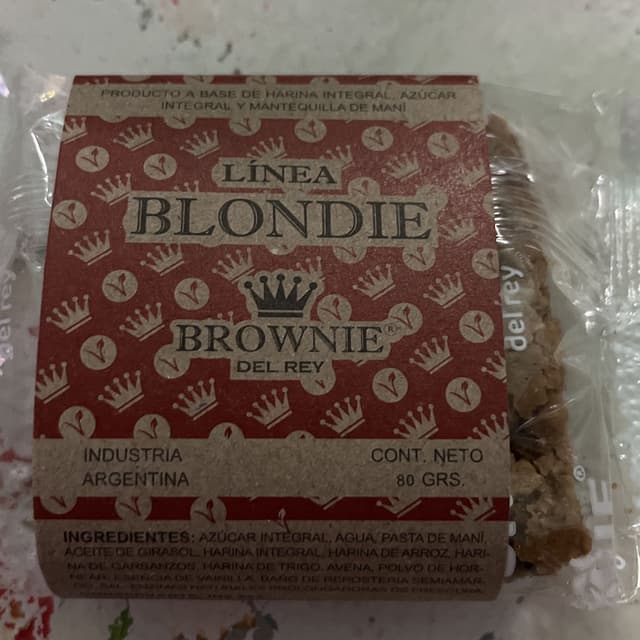 PRODUCTO A BASE DE HARINA INTEGRAL, AZÚCAR
INTEGRAL Y MANTEQUILLA DE MANÍ
LÍNEA
BLONDIE
BROWNIE®
DEL REY
INDUSTRIA
ARGENTINA
CONT. NETO
80 GRS.
INGREDIENTES: AZÚCAR INTEGRAL, AGUA, PASTA DE MANÍ,
ACEITE DE GIRASOL, HARINA INTEGRAL, HARINA DE ARROZ, HARI-
NA DE GARBANZOS, HARINA DE TRIGO, AVENA, POLVO DE HOR-
NEAR, ESENCIA DE VAINILLA, BAÑO DE REPOSTERIA SEMIAMAR-
del rey
del rey